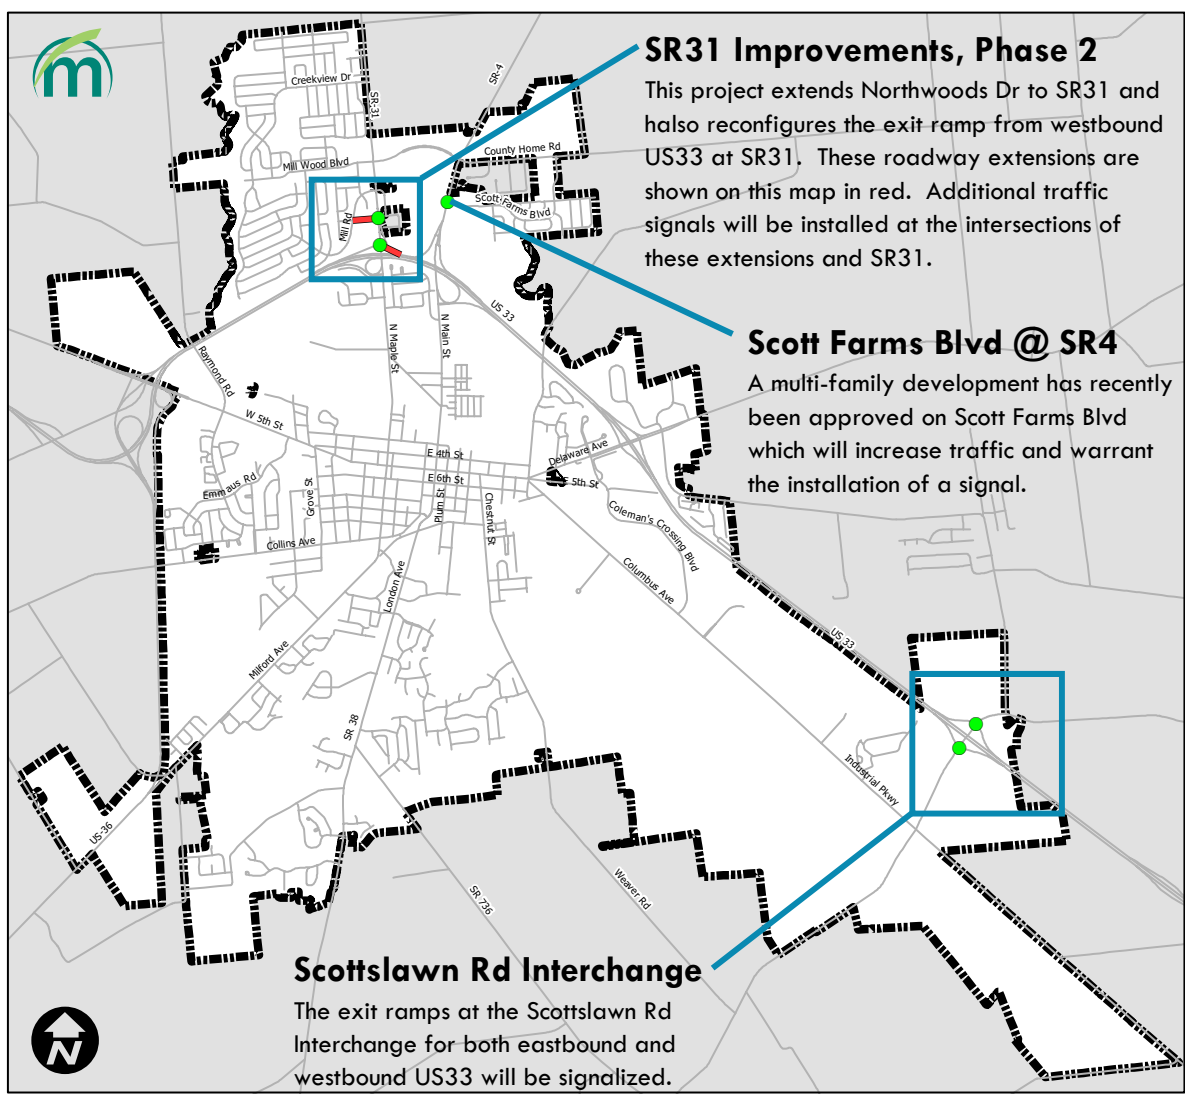 m
SR31 Improvements, Phase 2
This project extends Northwoods Dr to SR31 and
halso reconfigures the exit ramp from westbound
US33 at SR31.  These roadway extensions are
shown on this map in red.  Additional traffic
signals will be installed at the intersections of
these extensions and SR31.
Creekview Dr
SR-31
SR-4
Mill Wood Blvd
County Home Rd
Scott Farms Blvd
Mill Rd
US 33
N Maple St
N Main St
Scott Farms Blvd @ SR4
A multi-family development has recently
been approved on Scott Farms Blvd
which will increase traffic and warrant
the installation of a signal.
Raymond Rd
W 5th St
E 4th St
Delaware Ave
E 6th St
E 5th St
Emmaus Rd
Grove St
Plum St
Chestnut St
Coleman's Crossing Blvd
Collins Ave
London Ave
Columbus Ave
US 33
Milford Ave
SR 38
Industrial Pkwy
US-36
SR 736
Weaver Rd
Scottslawn Rd Interchange
The exit ramps at the Scottslawn Rd
Interchange for both eastbound and
westbound US33 will be signalized.
N